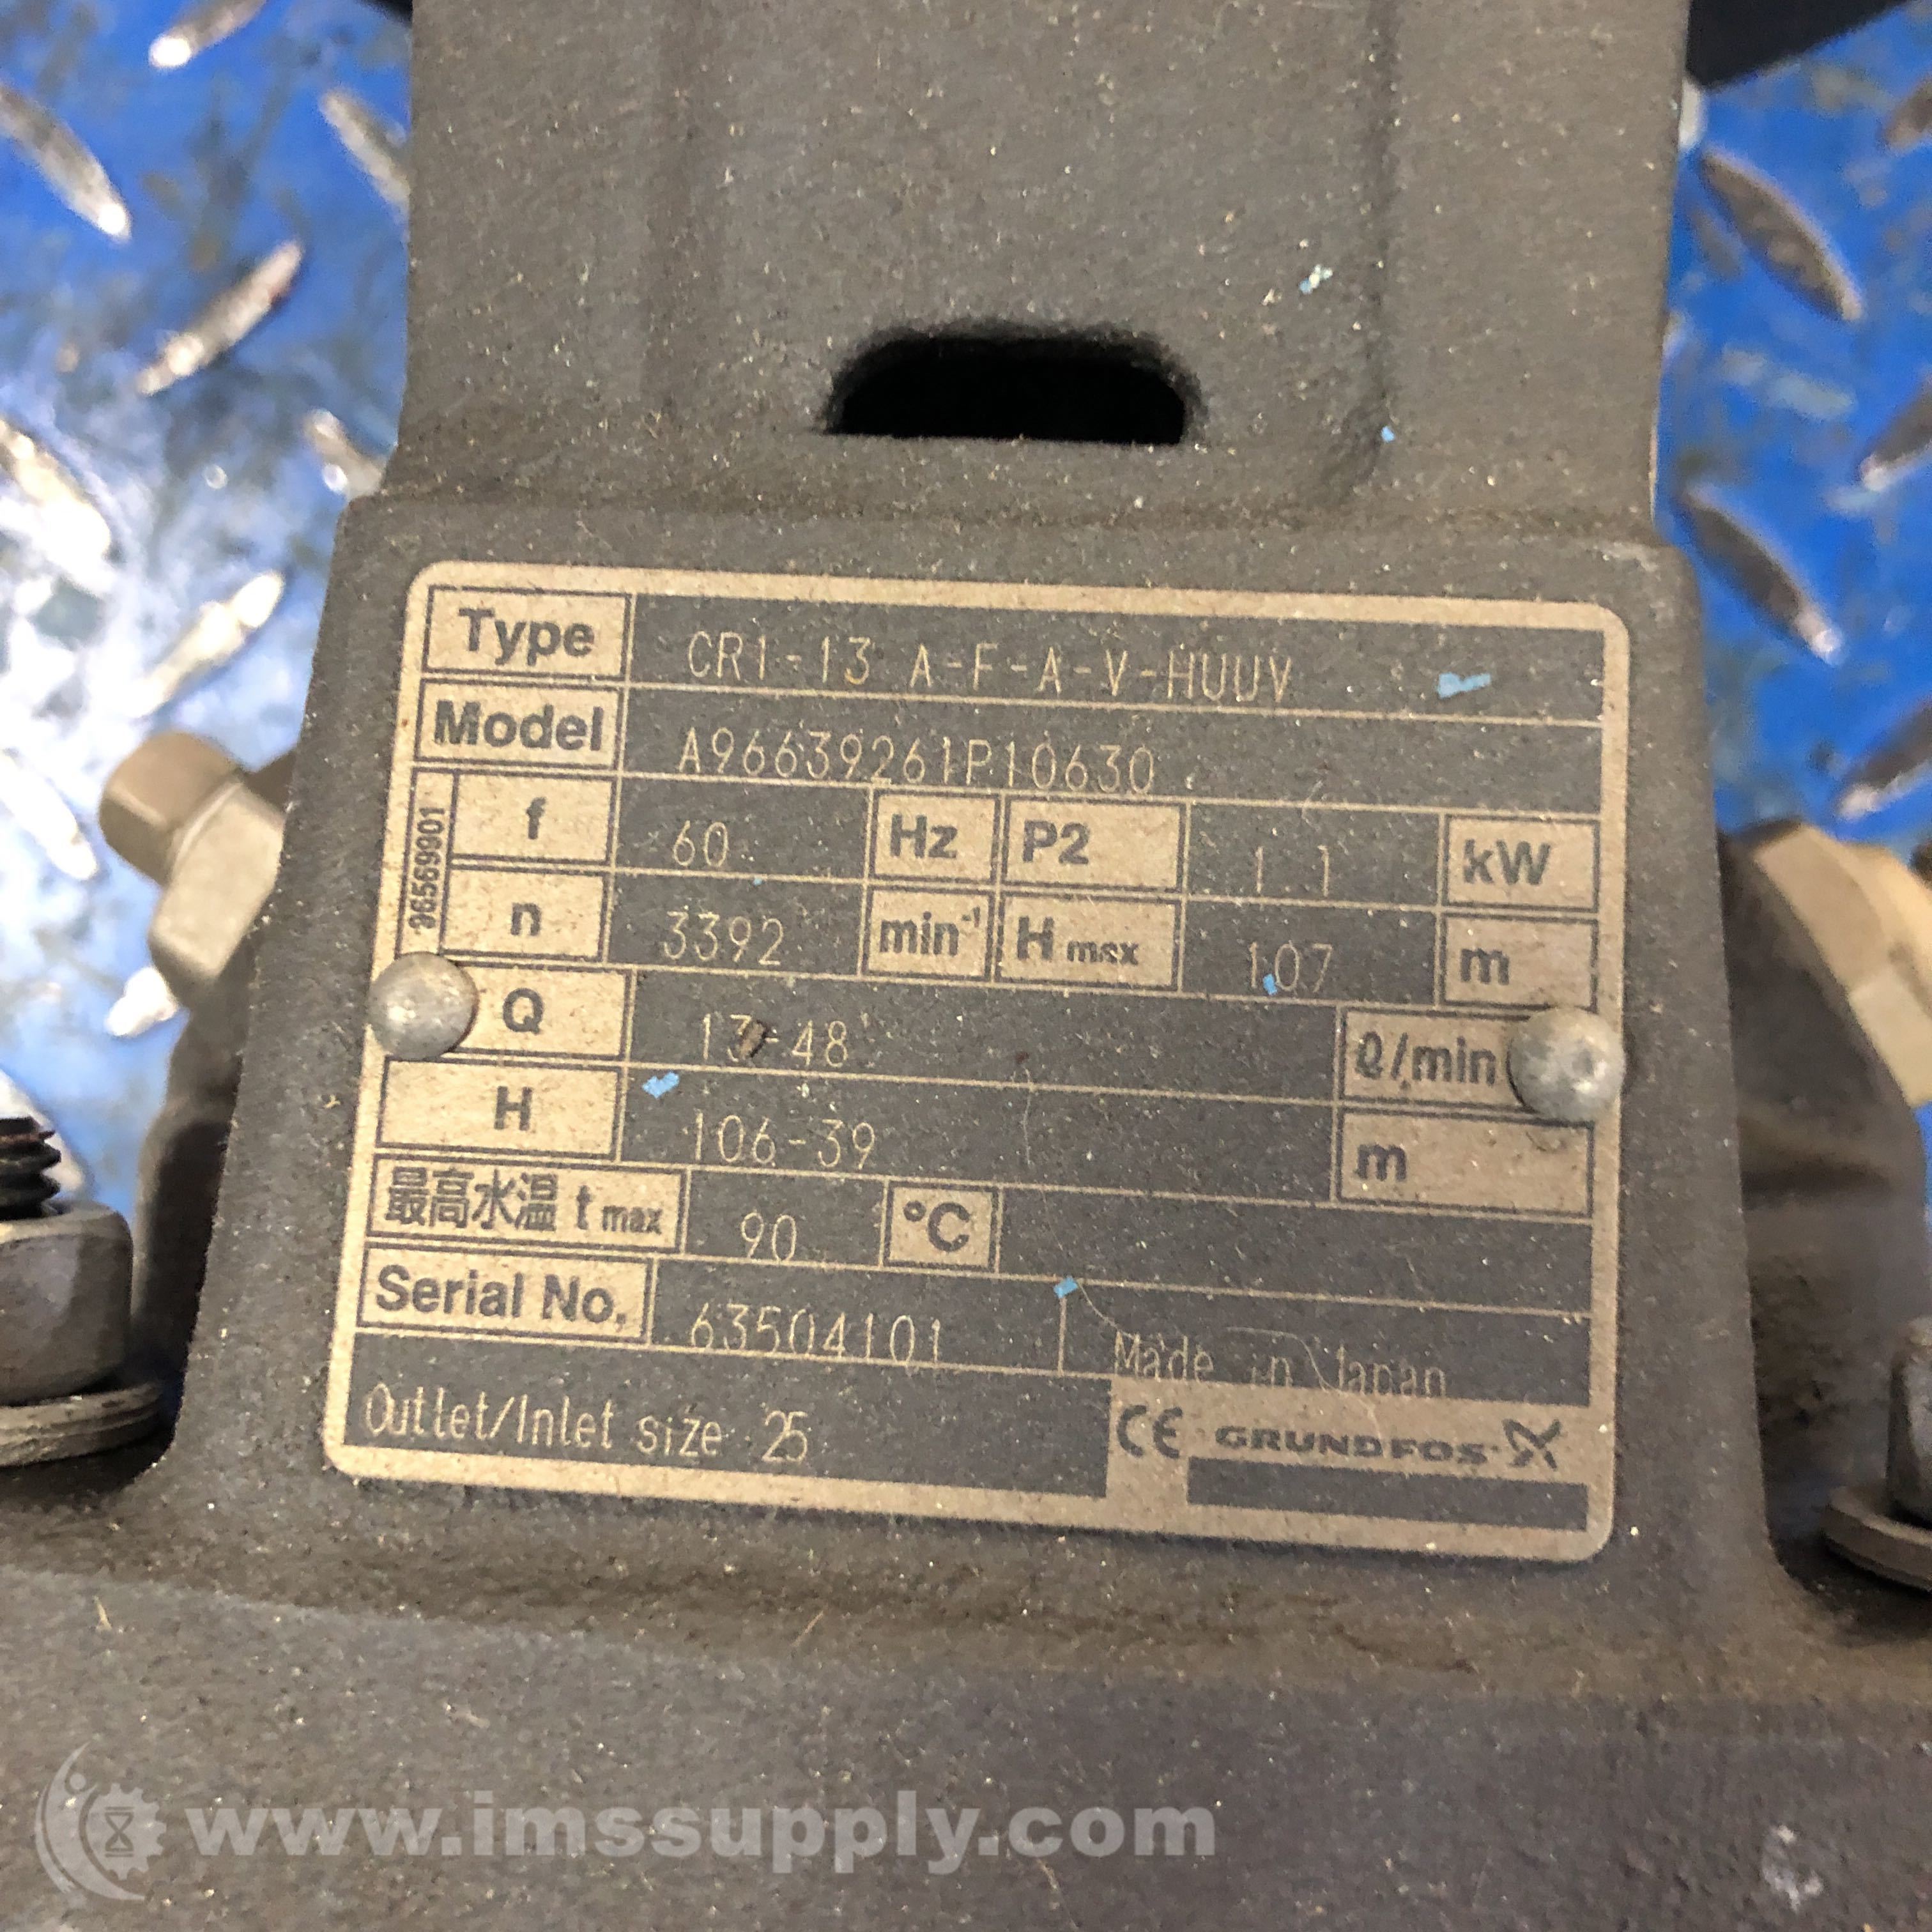 Type CR1-13 A-F-A-V-HUUV
Model A96639261P10630
96569901
f 60 Hz P2 1.1 kW
n 3392 min⁻¹ H max 107 m
Q 13-48 ℓ/min
H 106-39 m
最高水温 t max 90 °C
Serial No. 63504101 Made in Japan
Outlet/Inlet size 25 CE GRUNDFOS
www.imssupply.com